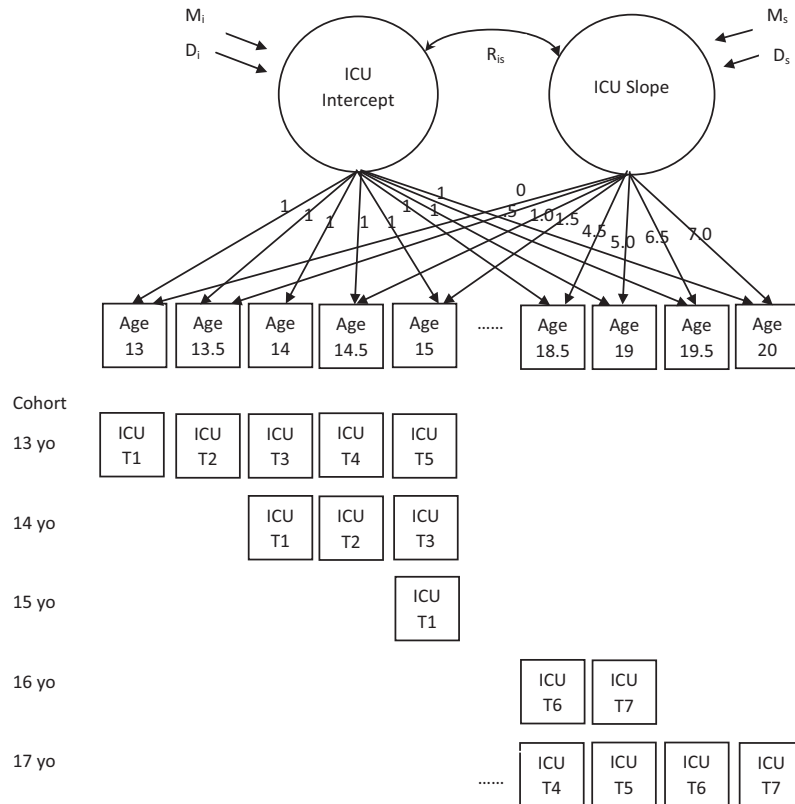 Mi
Ms
Di
Ds
Ris
ICU
Intercept
ICU Slope
1 1 1 1 1 1 1 1 0 .5 1.0 1.5 4.5 5.0 6.5 7.0
Age
13
Age
13.5
Age
14
Age
14.5
Age
15
......
Age
18.5
Age
19
Age
19.5
Age
20
Cohort
13 yo
ICU
T1
ICU
T2
ICU
T3
ICU
T4
ICU
T5
14 yo
ICU
T1
ICU
T2
ICU
T3
15 yo
ICU
T1
16 yo
ICU
T6
ICU
T7
17 yo
......
ICU
T4
ICU
T5
ICU
T6
ICU
T7